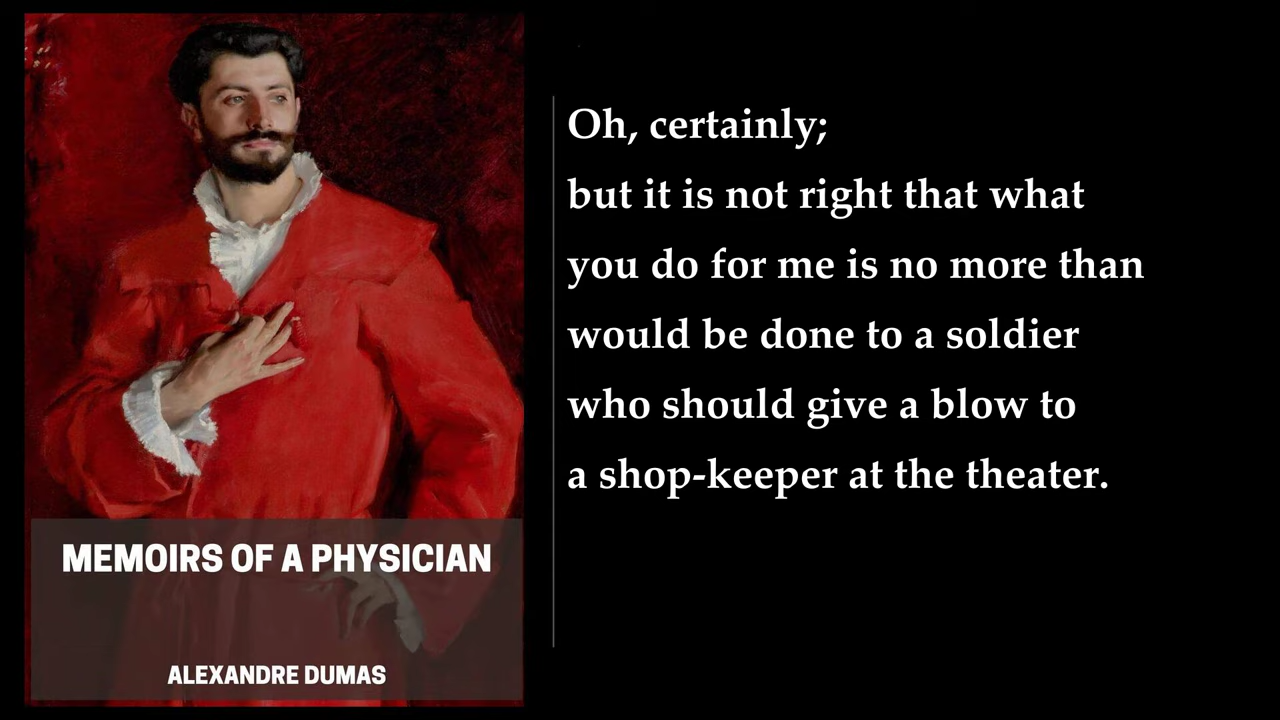 MEMOIRS OF A PHYSICIAN
ALEXANDRE DUMAS
Oh, certainly;
but it is not right that what
you do for me is no more than
would be done to a soldier
who should give a blow to
a shop-keeper at the theater.